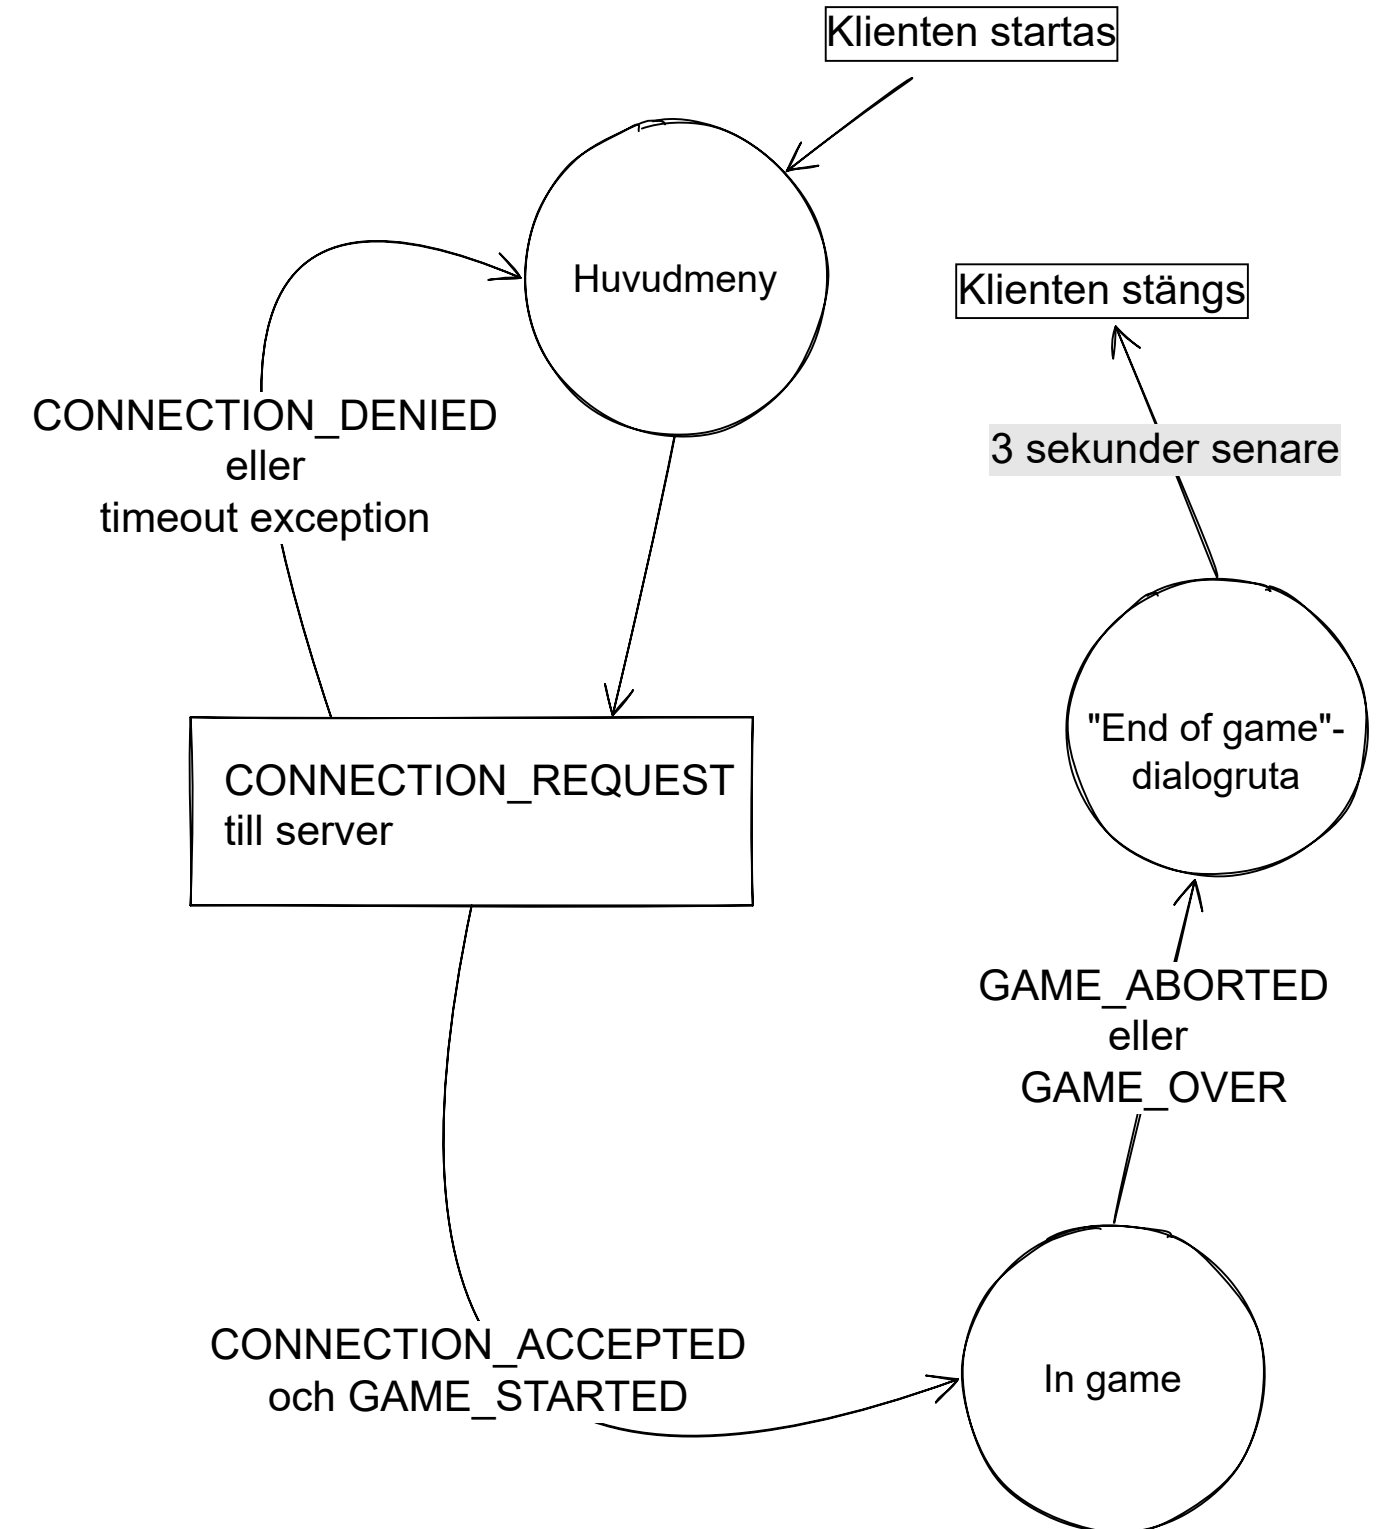 Klienten startas
Huvudmeny
Klienten stängs
CONNECTION_DENIED
eller
timeout exception
3 sekunder senare
"End of game"-
dialogruta
CONNECTION_REQUEST
till server
GAME_ABORTED
eller
GAME_OVER
CONNECTION_ACCEPTED
och GAME_STARTED
In game